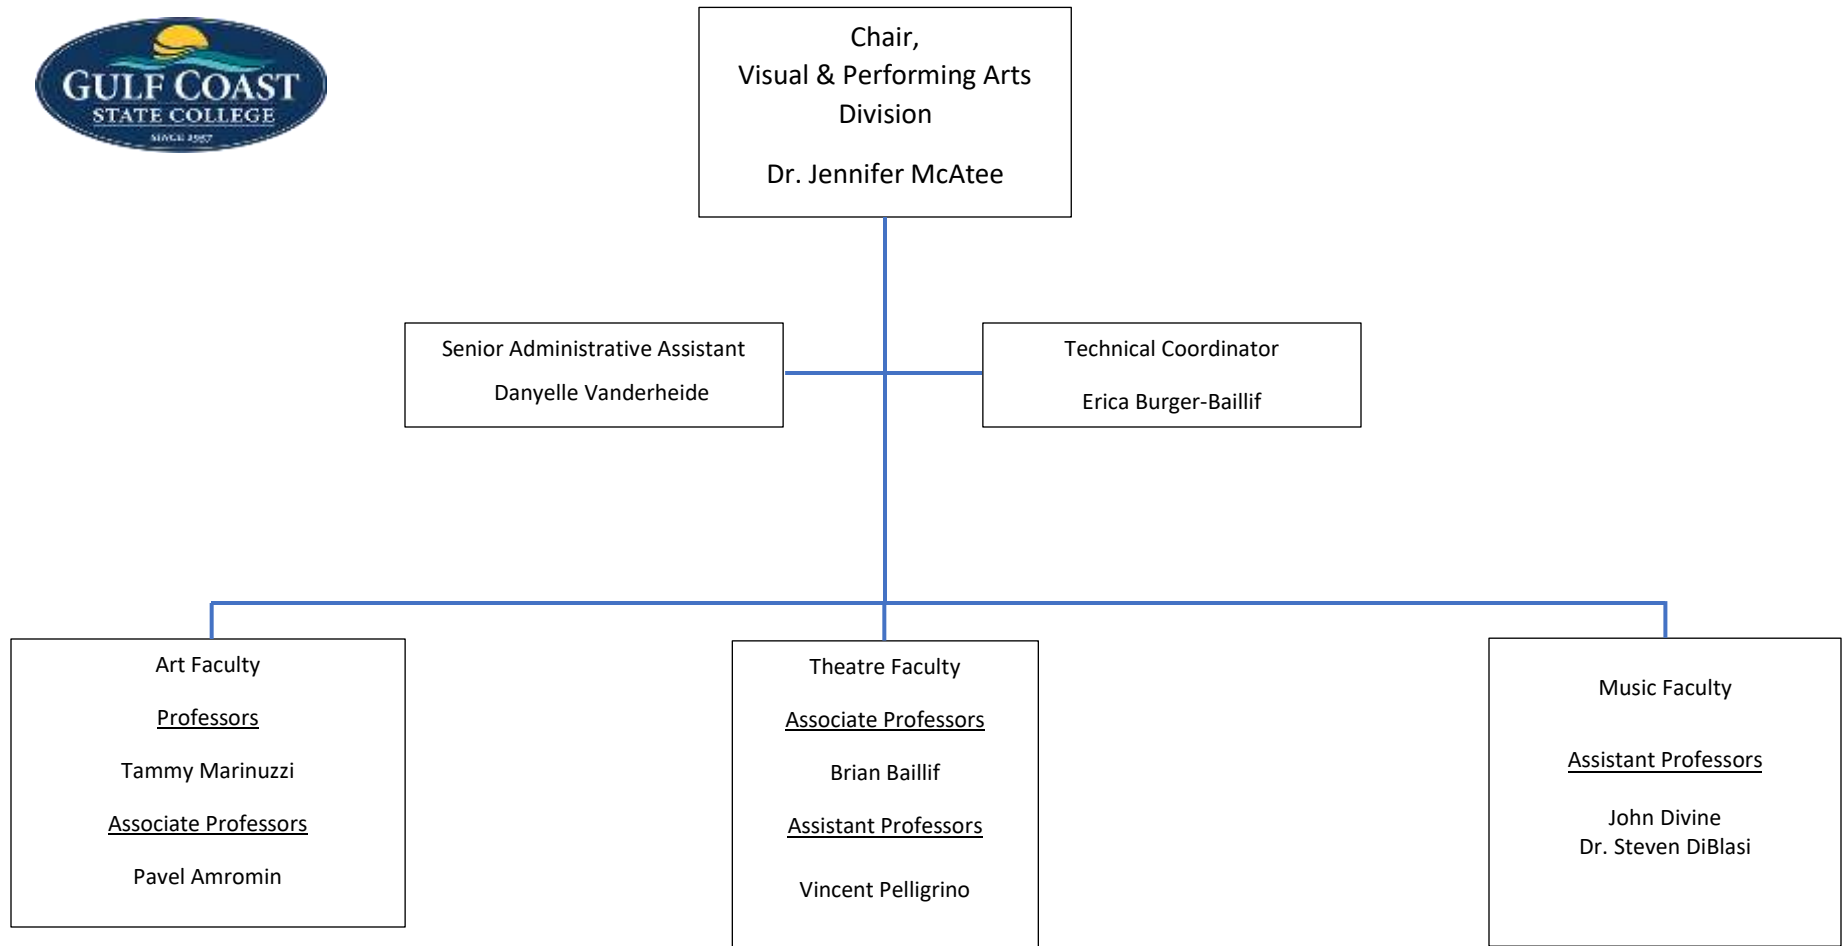 GULF COAST
STATE COLLEGE
SINCE 1957
Chair,
Visual & Performing Arts
Division
Dr. Jennifer McAtee
Senior Administrative Assistant
Danyelle Vanderheide
Technical Coordinator
Erica Burger-Baillif
Art Faculty
Professors
Tammy Marinuzzi
Associate Professors
Pavel Amromin
Theatre Faculty
Associate Professors
Brian Baillif
Assistant Professors
Vincent Pelligrino
Music Faculty
Assistant Professors
John Divine
Dr. Steven DiBlasi